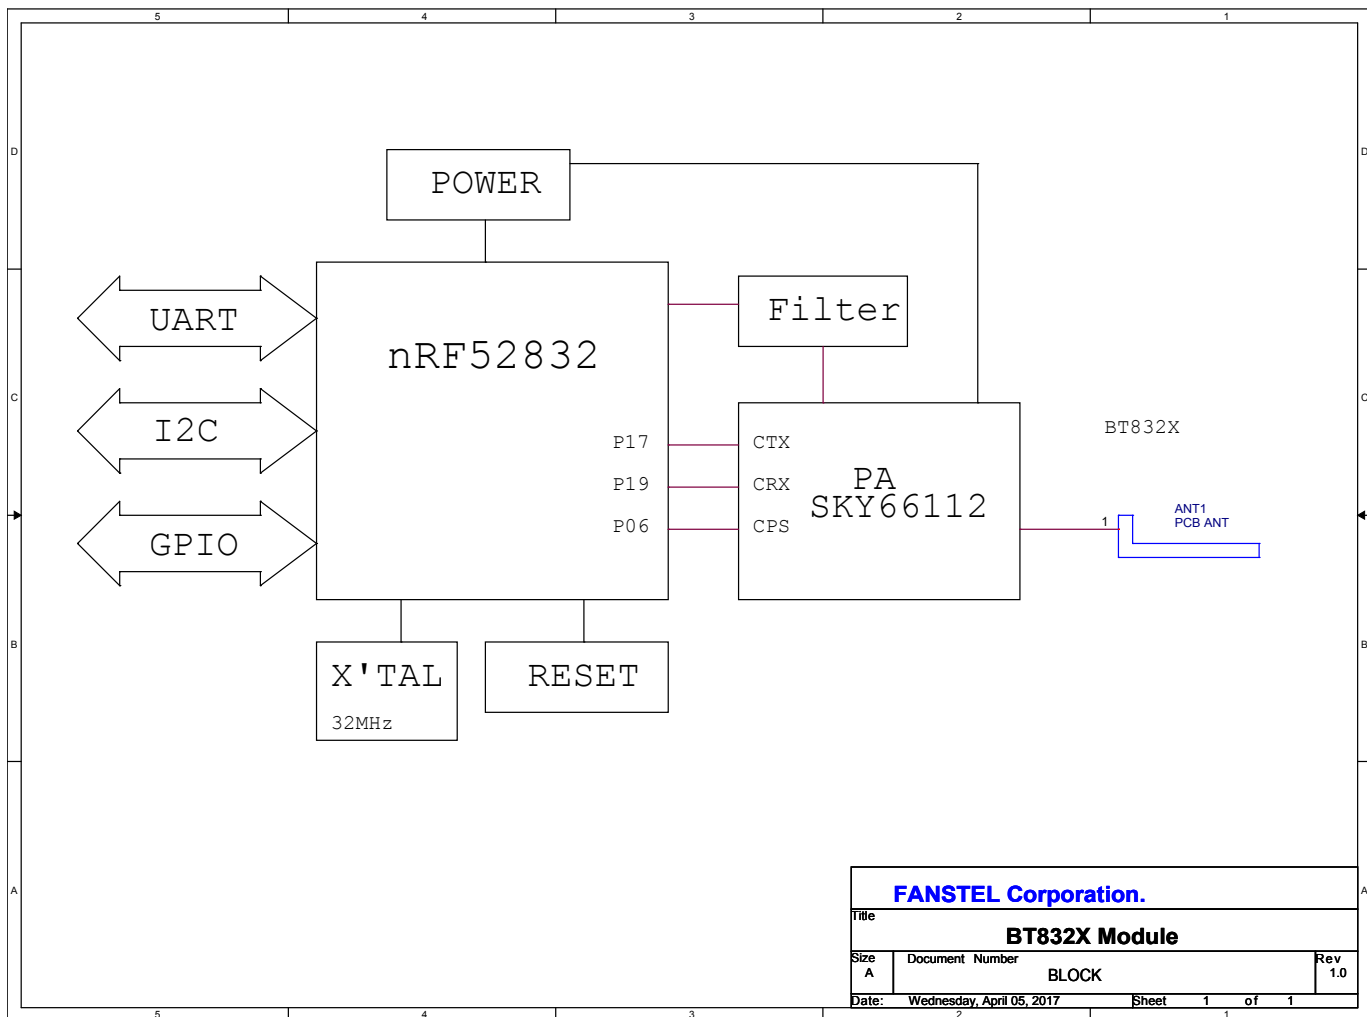 5 4 3 2 1
D D
POWER
UART
nRF52832
Filter
C C
I2C
P17 CTX
P19 CRX
P06 CPS
PA
SKY66112
BT832X
GPIO
1
ANT1
PCB ANT
B B
X'TAL
32MHz
RESET
A A
FANSTEL Corporation.
Title
BT832X Module
Size Document Number Rev
A BLOCK 1.0
Date: Wednesday, April 05, 2017 Sheet 1 of 1
5 4 3 2 1